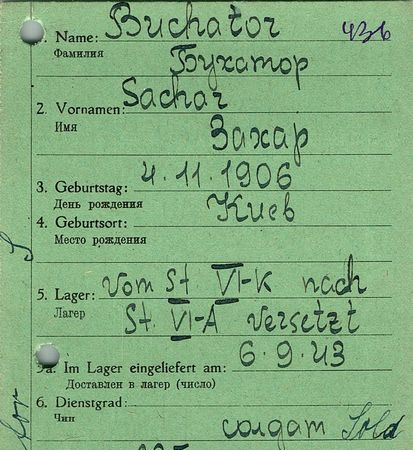 1. Name: Buchator 436
Фамилия
Бухатор
2. Vornamen: Sachar
Имя
Захар
4.11.1906
3. Geburtstag:
День рождения Киев
4. Geburtsort:
Место рождения
5. Lager: vom St. VI-K nach
Лагер St. VI-A versetzt
5a. Im Lager eingeliefert am: 6.9.43
Доставлен в лагер (число)
6. Dienstgrad:
Чин
солдат Sold